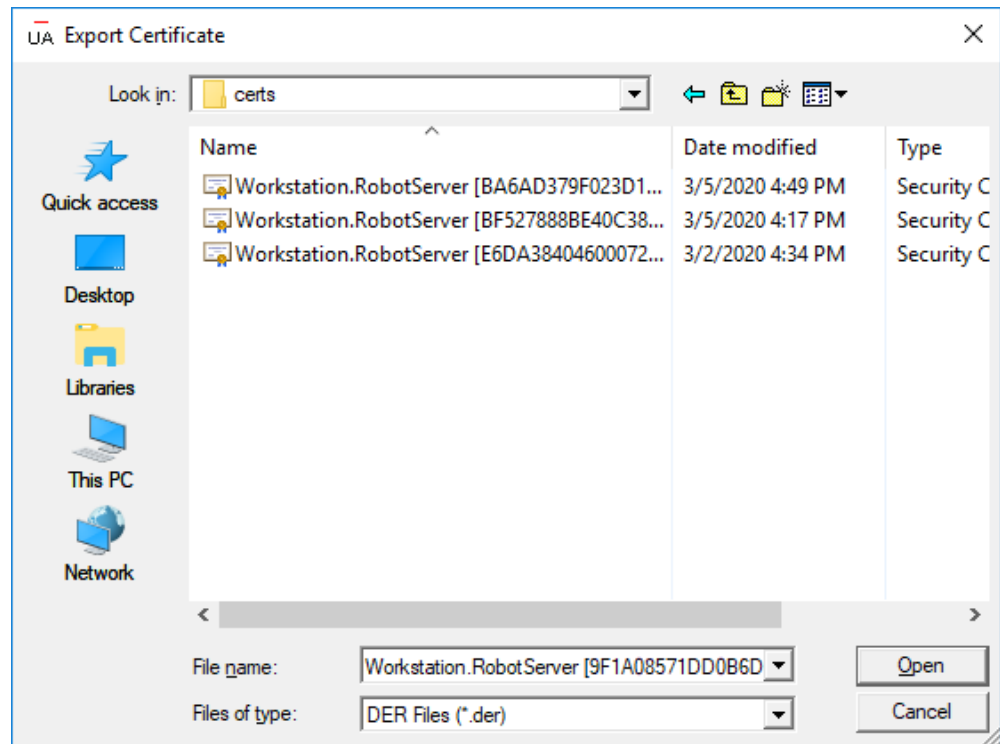 UA Export Certificate
Look in: certs
Name Date modified Type
Workstation.RobotServer [BA6AD379F023D1... 3/5/2020 4:49 PM Security C
Workstation.RobotServer [BF527888BE40C38... 3/5/2020 4:17 PM Security C
Workstation.RobotServer [E6DA38404600072... 3/2/2020 4:34 PM Security C
Quick access
Desktop
Libraries
This PC
Network
File name: Workstation.RobotServer [9F1A08571DD0B6D Open
Files of type: DER Files (*.der) Cancel